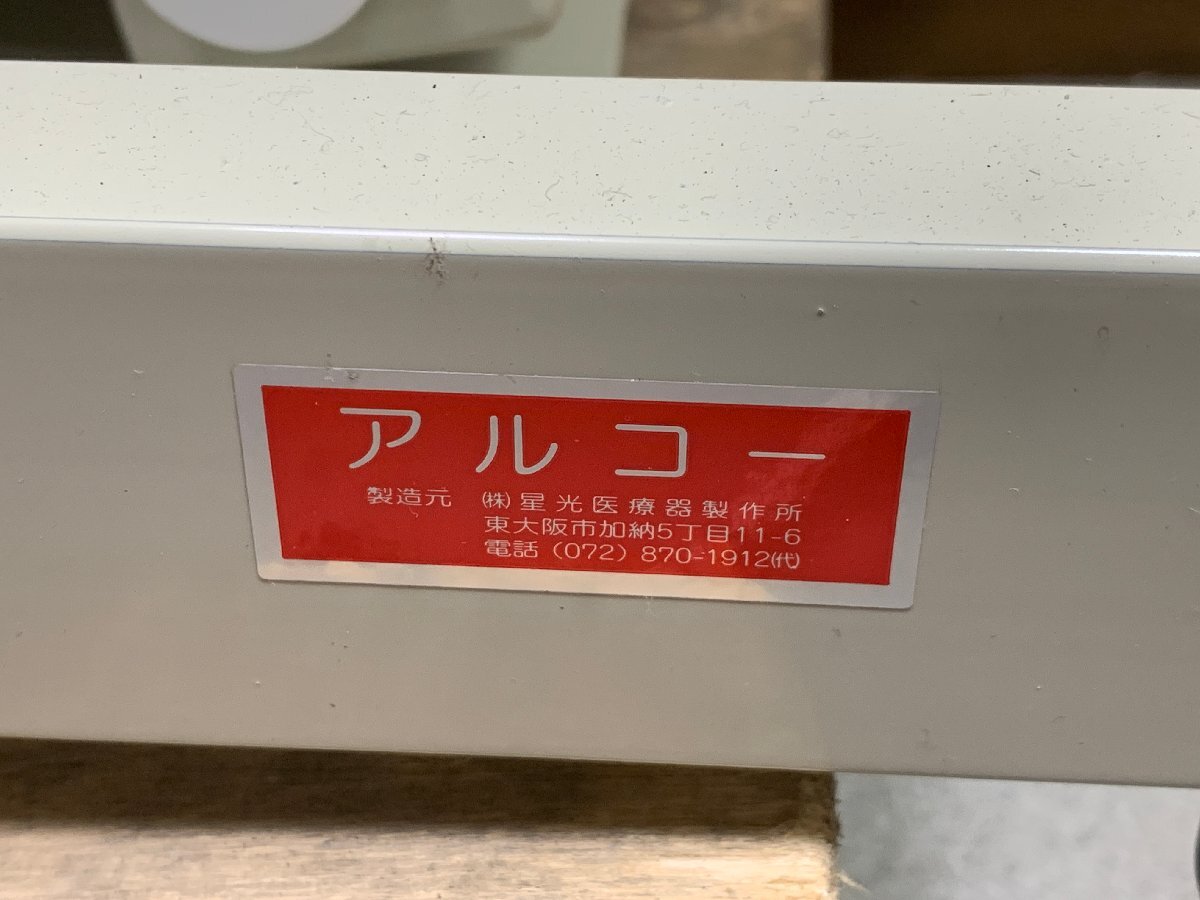 アルコー
製造元 ㈱星光医療器製作所
東大阪市加納5丁目11-6
電話(072)870-1912㈹